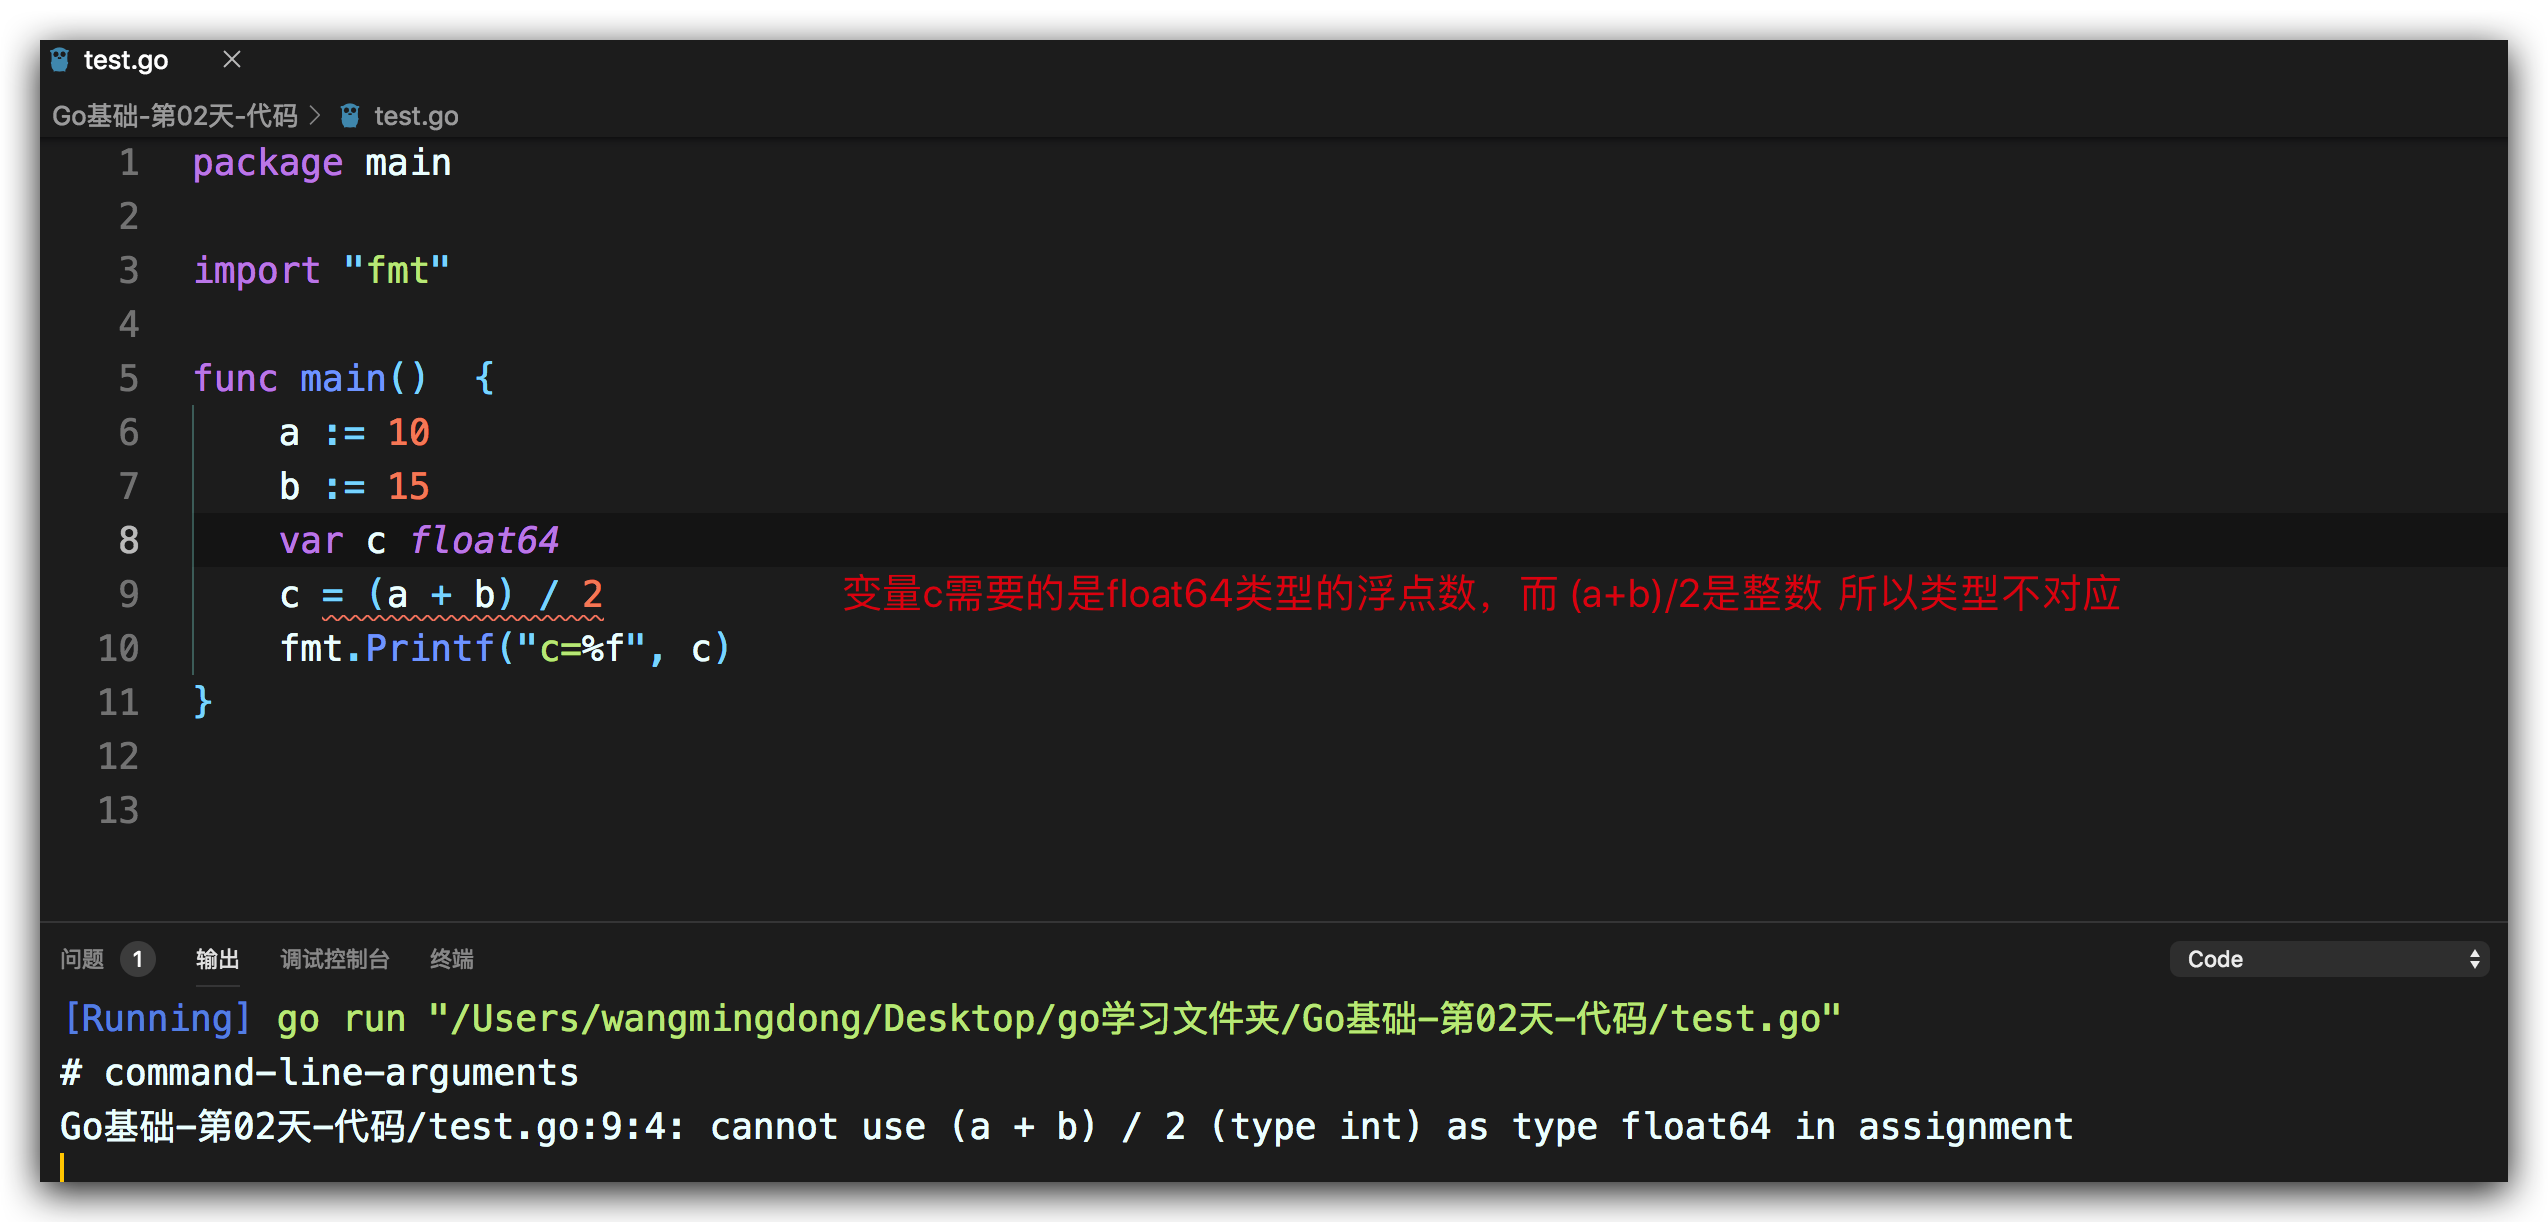 test.go
Go基础-第02天-代码 > test.go
1 package main
2
3 import "fmt"
4
5 func main()  {
6 a := 10
7 b := 15
8 var c float64
9 c = (a + b) / 2 变量c需要的是float64类型的浮点数，而 (a+b)/2是整数 所以类型不对应
10 fmt.Printf("c=%f", c)
11 }
12
13
问题 1 输出 调试控制台 终端 Code
[Running] go run "/Users/wangmingdong/Desktop/go学习文件夹/Go基础-第02天-代码/test.go"
# command-line-arguments
Go基础-第02天-代码/test.go:9:4: cannot use (a + b) / 2 (type int) as type float64 in assignment